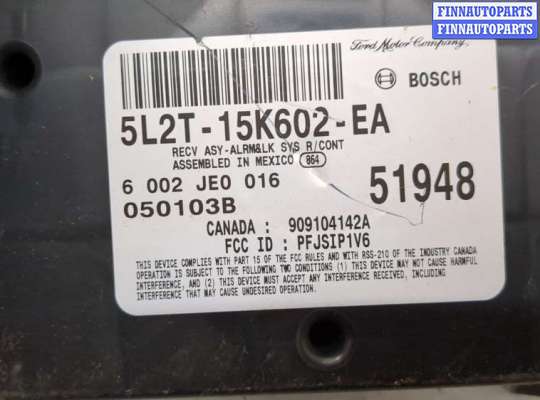 FINNAUTOPARTS
FINNAUTOPARTS
FINNAUTOPARTS
Ford Motor Company,
BOSCH
5L2T-15K602-EA
RECV ASY-ALRM&LK SYS R/CONT
ASSEMBLED IN MEXICO 864
6 002 JE0 016
51948
050103B
CANADA : 909104142A
FCC ID : PFJSIP1V6
THIS DEVICE COMPLIES WITH PART 15 OF THE FCC RULES AND WITH RSS-210 OF THE INDUSTRY CANADA
OPERATION IS SUBJECT TO THE FOLLOWING TWO CONDITIONS (1) THIS DEVICE MAY NOT CAUSE HARMFUL
INTERFERENCE, AND (2) THIS DEVICE MUST ACCEPT ANY INTERFERENCE RECEIVED, INCLUDING
INTERFERENCE THAT MAY CAUSE UNDESIRED OPERATION.